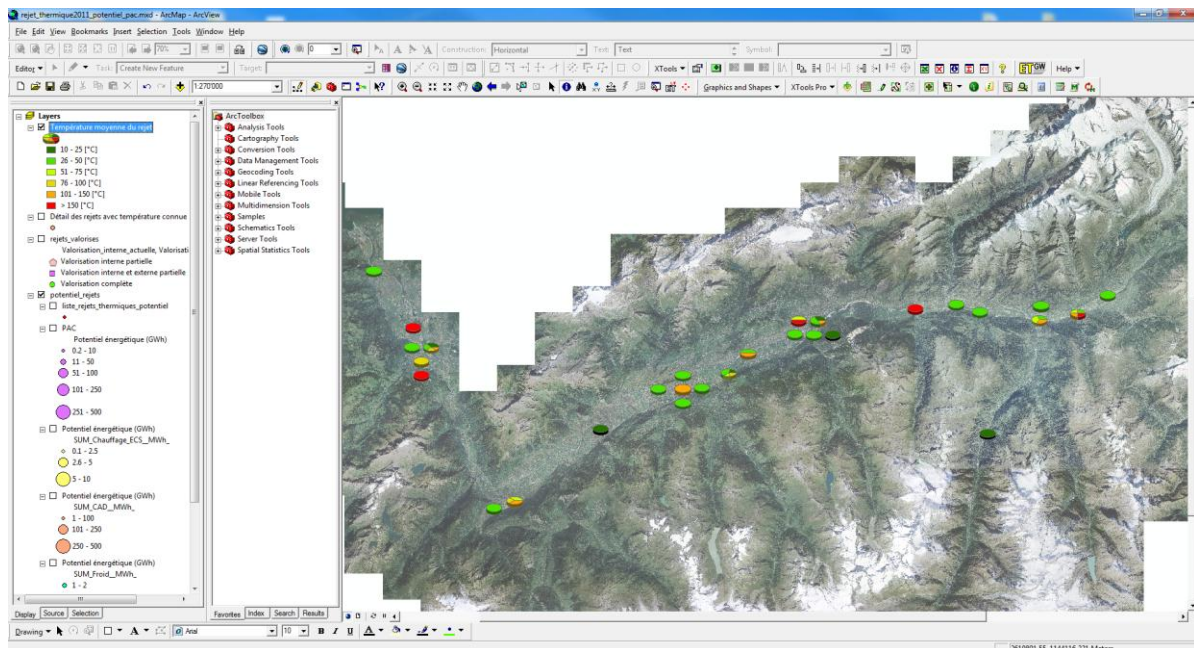 rejet_thermique2011_potentiel_pac.mxd - ArcMap - ArcView
File Edit View Bookmarks Insert Selection Tools Window Help
70% 0 Construction: Horizontal Text: Text Symbol:
Editor Task: Create New Feature Target: XTools ET GW Help
1:270'000 Graphics and Shapes XTools Pro
Layers
Température moyenne du rejet
10 - 25 [°C]
26 - 50 [°C]
51 - 75 [°C]
76 - 100 [°C]
101 - 150 [°C]
> 150 [°C]
Détail des rejets avec température connue
rejets_valorises
Valorisation_interne_actuelle, Valorisati
Valorisation interne partielle
Valorisation interne et externe partielle
Valorisation complète
potentiel_rejets
liste_rejets_thermiques_potentiel
PAC
Potentiel énergétique (GWh)
0.2 - 10
11 - 50
51 - 100
101 - 250
251 - 500
Potentiel énergétique (GWh)
SUM_Chauffage_ECS_MWh_
0.1 - 2.5
2.6 - 5
5 - 10
Potentiel énergétique (GWh)
SUM_CAD__MWh_
1 - 100
101 - 250
250 - 500
Potentiel énergétique (GWh)
SUM_Froid__MWh_
1 - 2
Display Source Selection
ArcToolbox
Analysis Tools
Cartography Tools
Conversion Tools
Data Management Tools
Geocoding Tools
Linear Referencing Tools
Mobile Tools
Multidimension Tools
Samples
Schematics Tools
Server Tools
Spatial Statistics Tools
Favorites Index Search Results
Drawing A Arial 10 B I U A